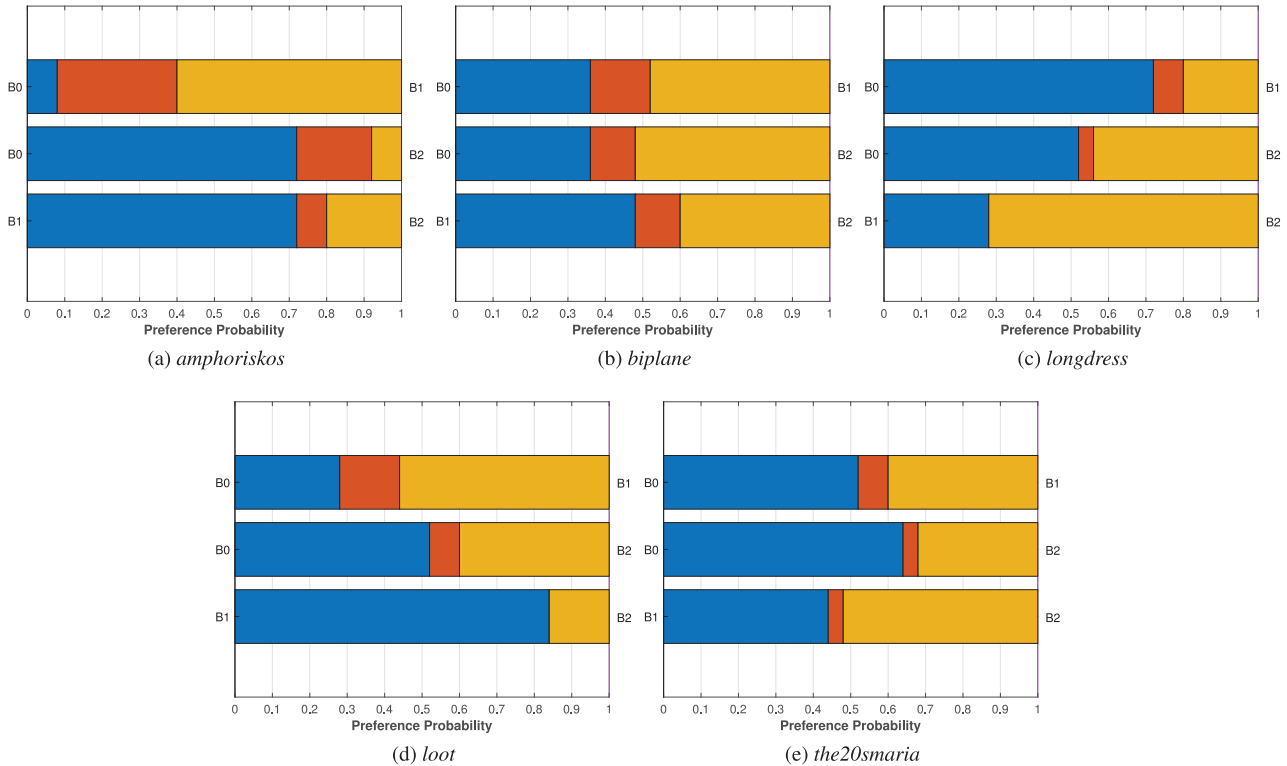 B0 B1
B0 B2
B1 B2
0 0.1 0.2 0.3 0.4 0.5 0.6 0.7 0.8 0.9 1
Preference Probability
(a) amphoriskos
B0 B1
B0 B2
B1 B2
0 0.1 0.2 0.3 0.4 0.5 0.6 0.7 0.8 0.9 1
Preference Probability
(b) biplane
B0 B1
B0 B2
B1 B2
0 0.1 0.2 0.3 0.4 0.5 0.6 0.7 0.8 0.9 1
Preference Probability
(c) longdress
B0 B1
B0 B2
B1 B2
0 0.1 0.2 0.3 0.4 0.5 0.6 0.7 0.8 0.9 1
Preference Probability
(d) loot
B0 B1
B0 B2
B1 B2
0 0.1 0.2 0.3 0.4 0.5 0.6 0.7 0.8 0.9 1
Preference Probability
(e) the20smaria